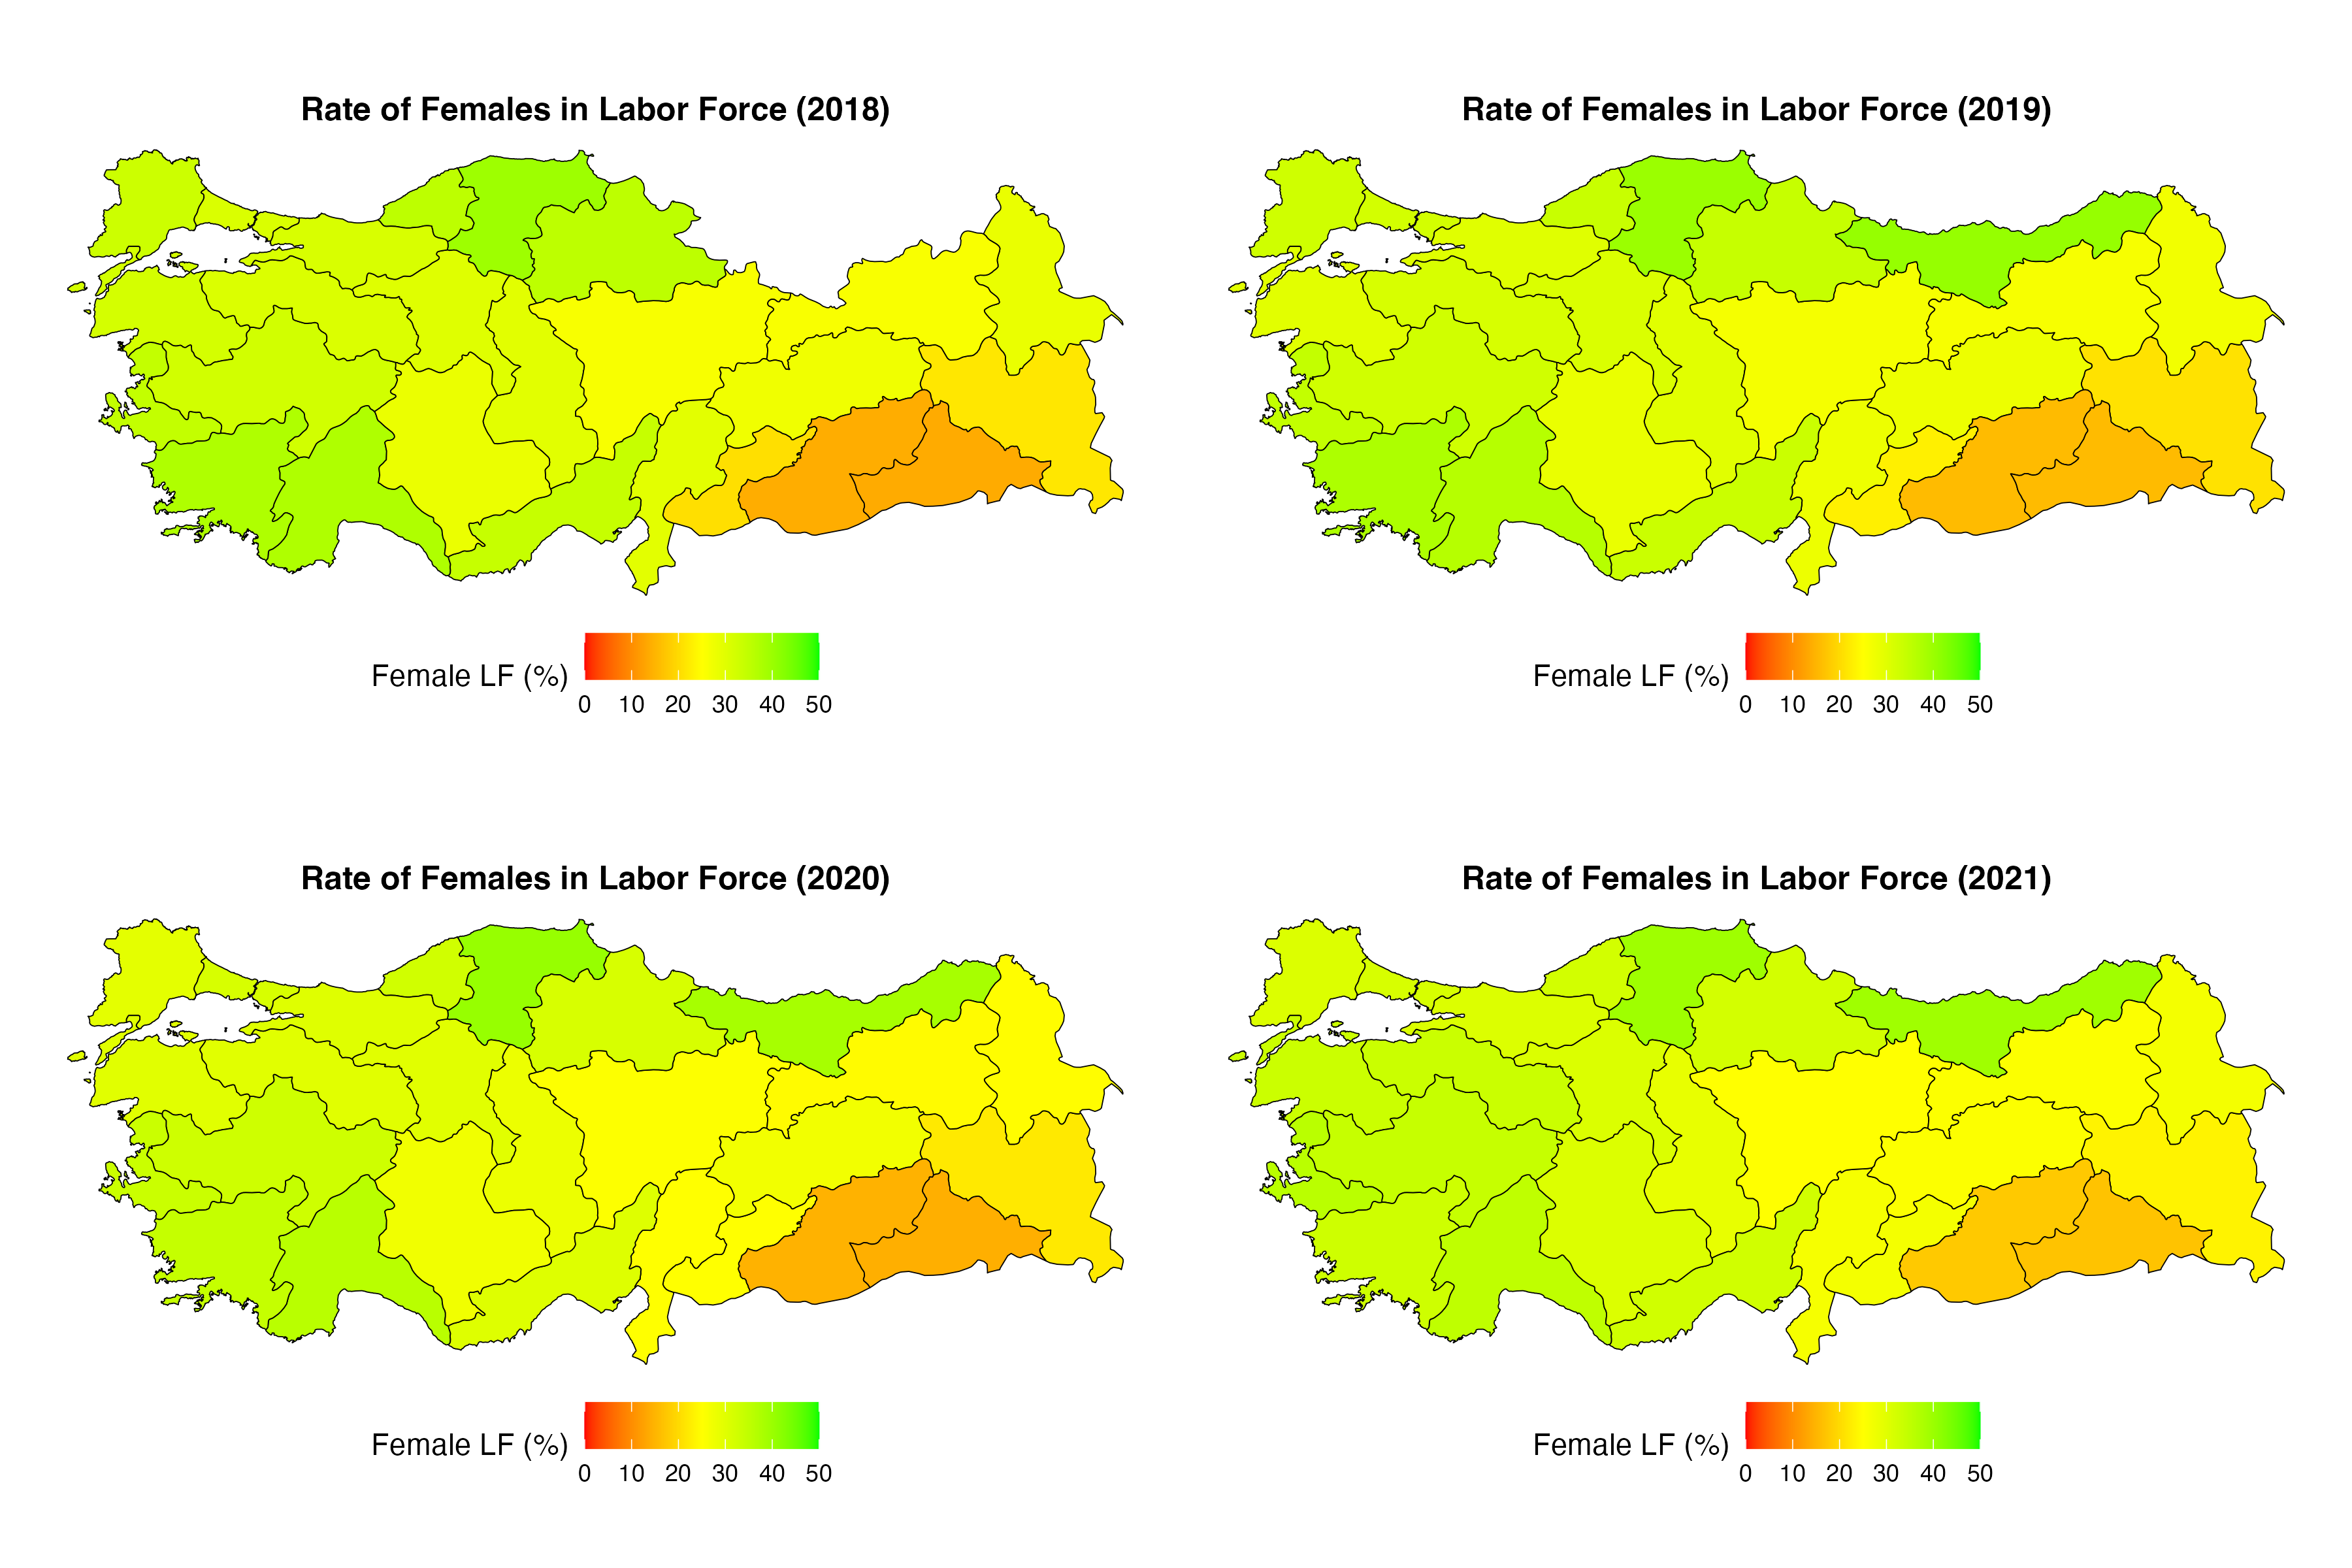 Rate of Females in Labor Force (2018)
Female LF (%)
0 10 20 30 40 50
Rate of Females in Labor Force (2019)
Female LF (%)
0 10 20 30 40 50
Rate of Females in Labor Force (2020)
Female LF (%)
0 10 20 30 40 50
Rate of Females in Labor Force (2021)
Female LF (%)
0 10 20 30 40 50